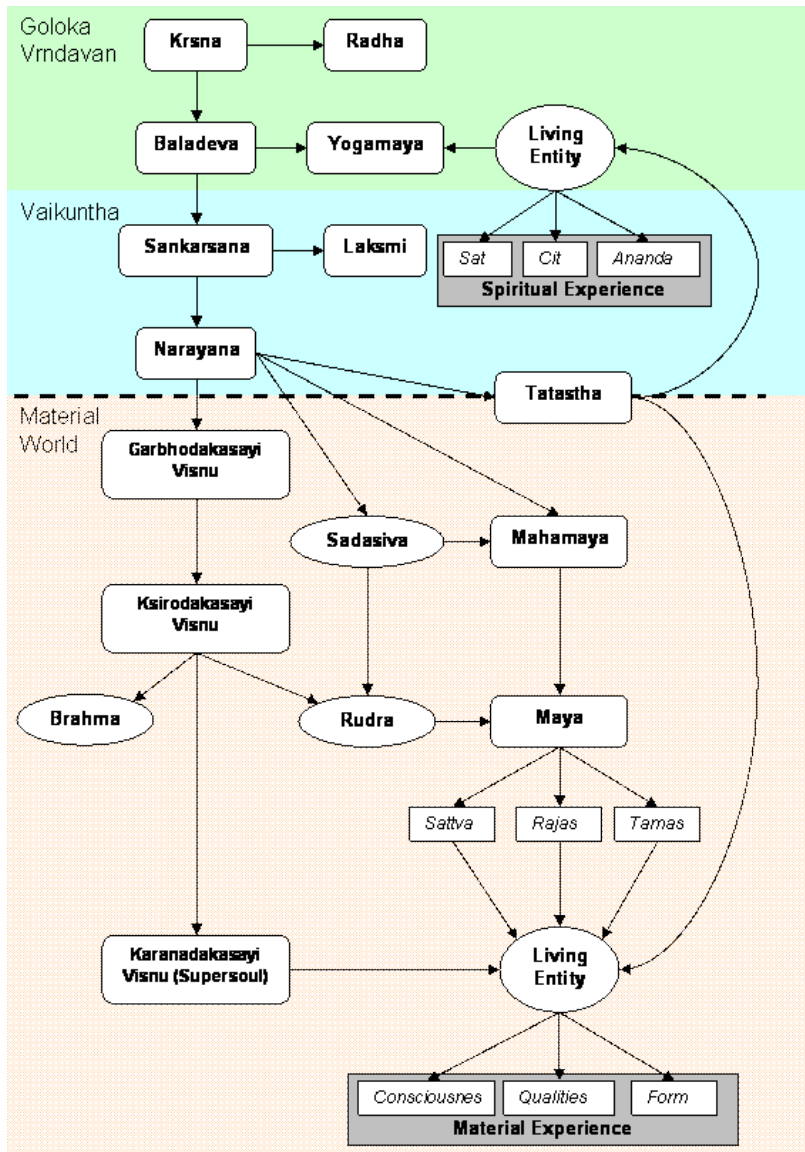 Goloka
Vrndavan
Krsna
Radha
Baladeva
Yogamaya
Living
Entity
Vaikuntha
Sankarsana
Laksmi
Sat
Cit
Ananda
Spiritual Experience
Narayana
Tatastha
Material
World
Garbhodakasayi
Visnu
Sadasiva
Mahamaya
Ksirodakasayi
Visnu
Brahma
Rudra
Maya
Sattva
Rajas
Tamas
Karanadakasayi
Visnu (Supersoul)
Living
Entity
Consciousnes
Qualities
Form
Material Experience